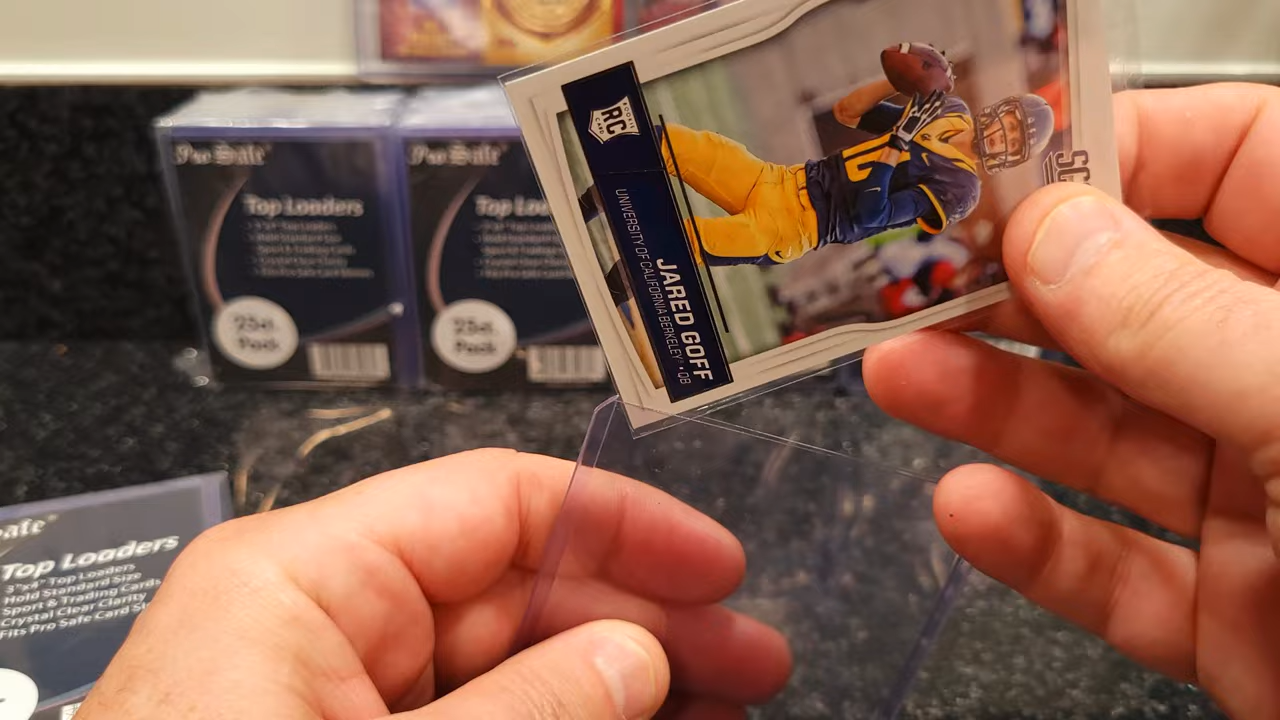 Pro Safe
Top Loaders
25ct.
Pack
Pro Safe
Top Lo
25ct.
Pack
Safe
Top Loaders
3"x4" Top Loaders
Hold Standard Size
Sport & Trading Cards
Crystal Clear Clarity
Fits Pro Safe Card S
ROOKIE
RC
CARD
JARED GOFF
UNIVERSITY OF CALIFORNIA BERKELEY • QB
SC